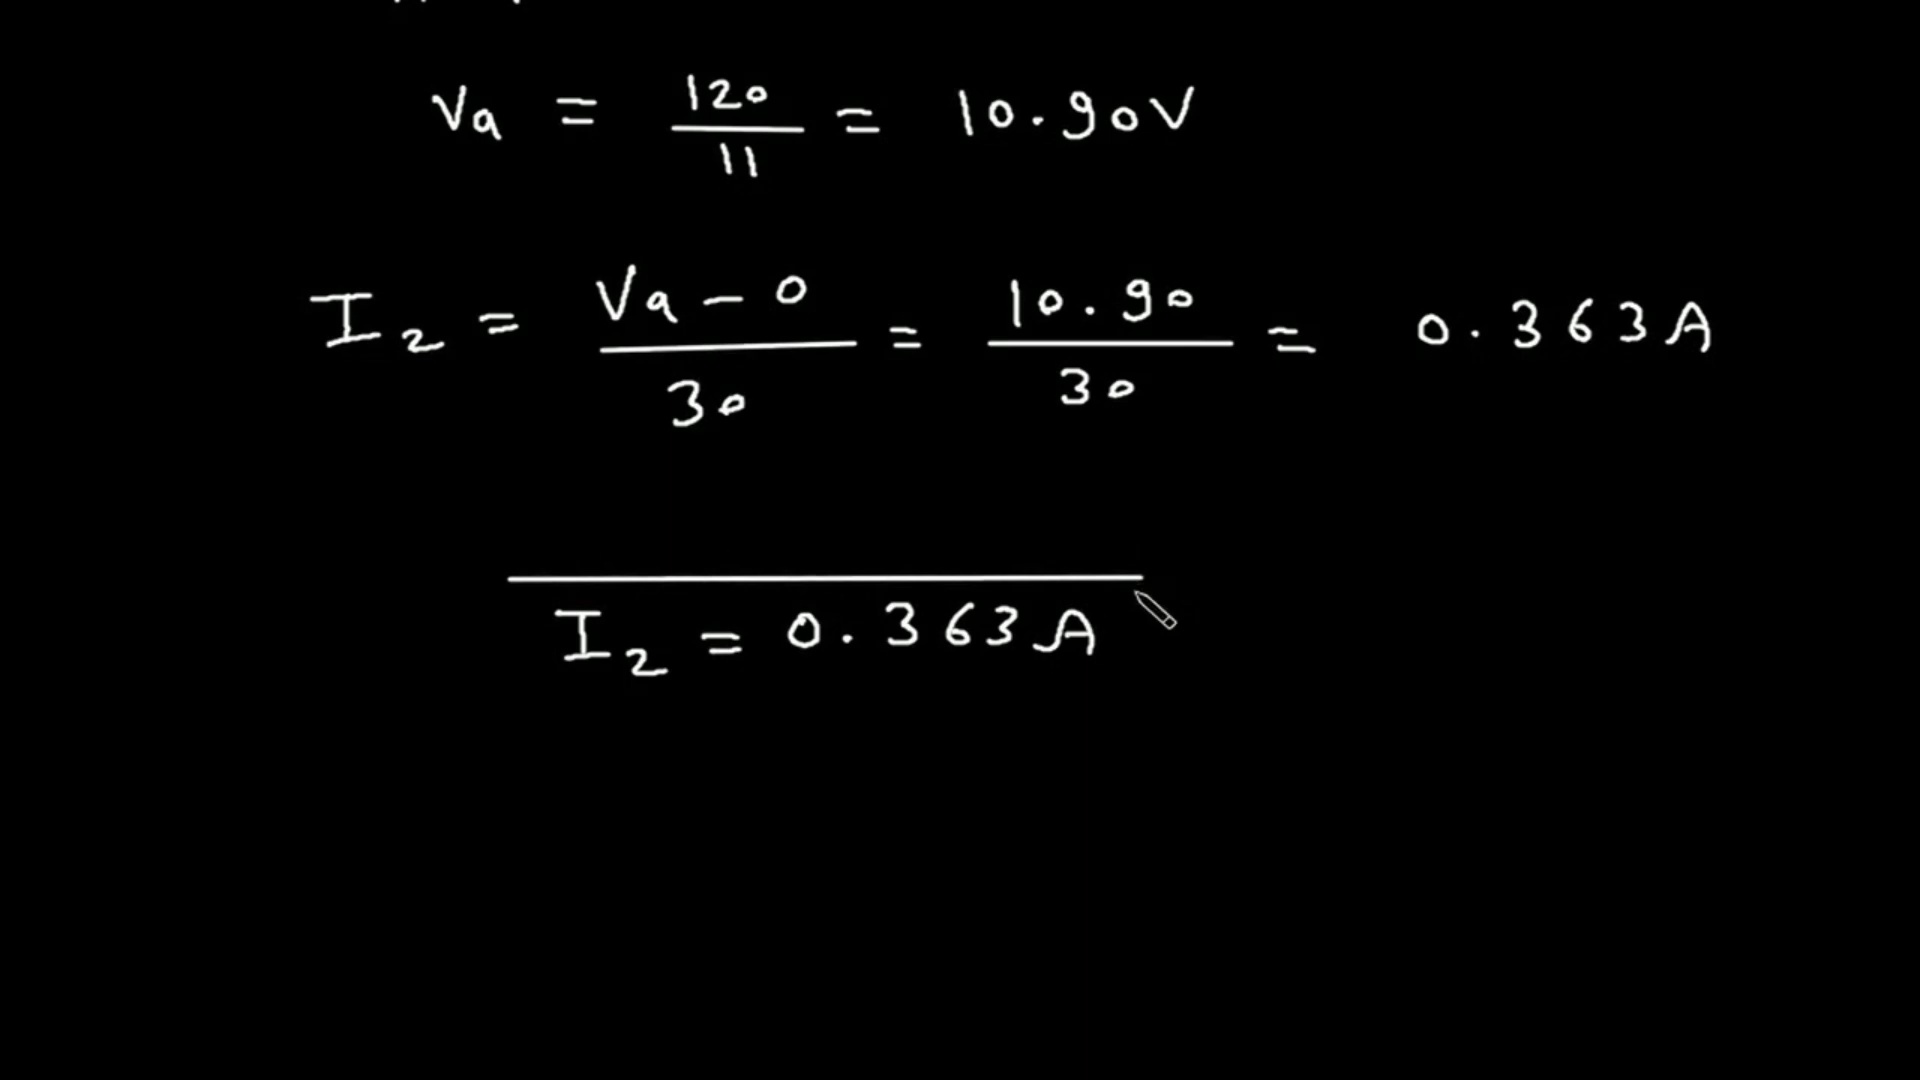 Va = 120/11 = 10.90V
I2 = Va - 0/30 = 10.90/30 = 0.363A
I2 = 0.363A